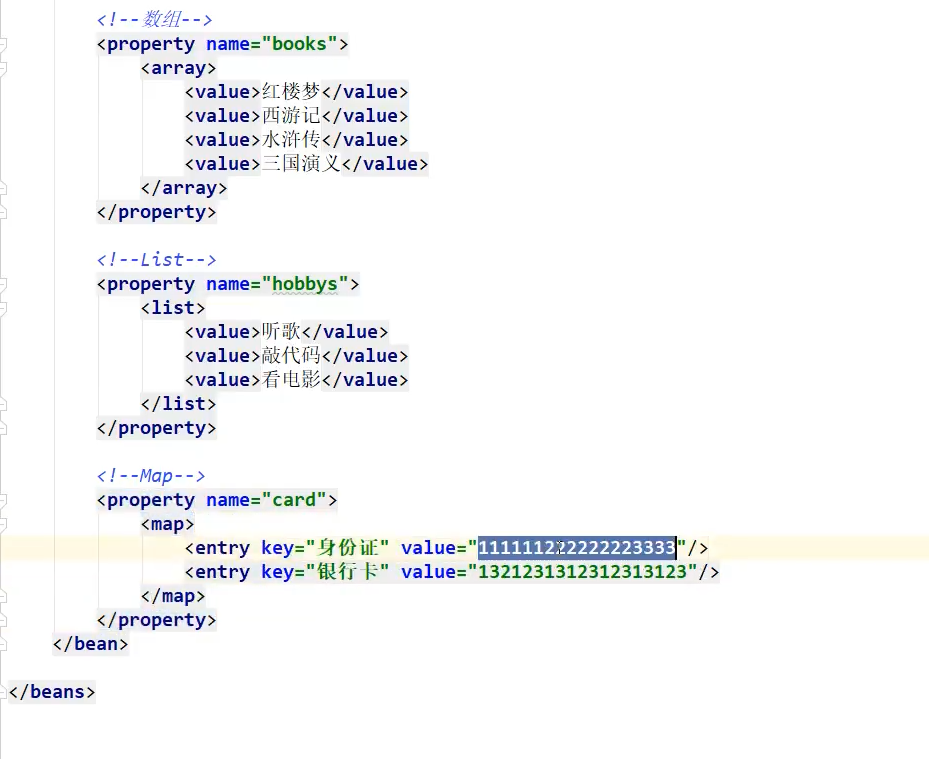 <!--数组-->
<property name="books">
<array>
<value>红楼梦</value>
<value>西游记</value>
<value>水浒传</value>
<value>三国演义</value>
</array>
</property>
<!--List-->
<property name="hobbys">
<list>
<value>听歌</value>
<value>敲代码</value>
<value>看电影</value>
</list>
</property>
<!--Map-->
<property name="card">
<map>
<entry key="身份证" value="111111222222223333"/>
<entry key="银行卡" value="1321231312312313123"/>
</map>
</property>
</bean>
</beans>